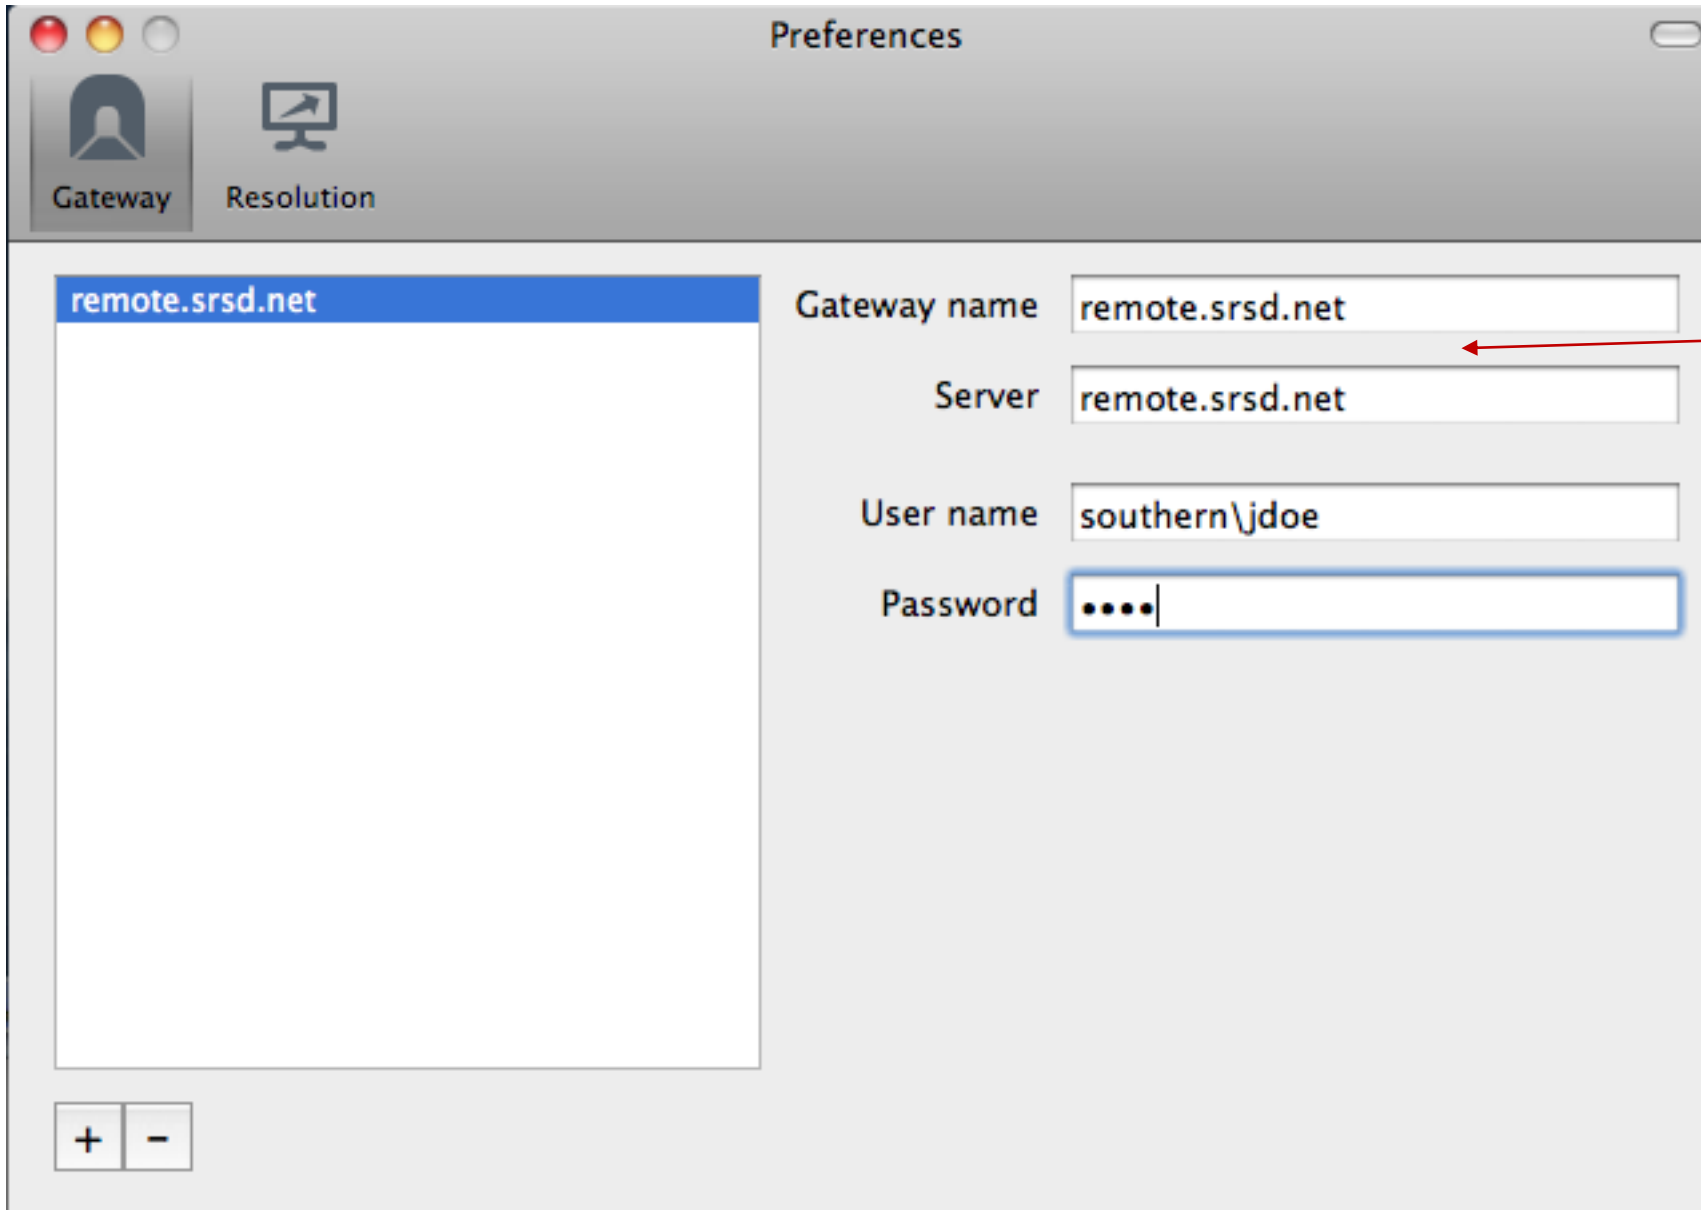 Preferences
Gateway
Resolution
remote.srsd.net
Gateway name remote.srsd.net
Server remote.srsd.net
User name southern\jdoe
Password ••••
+ -